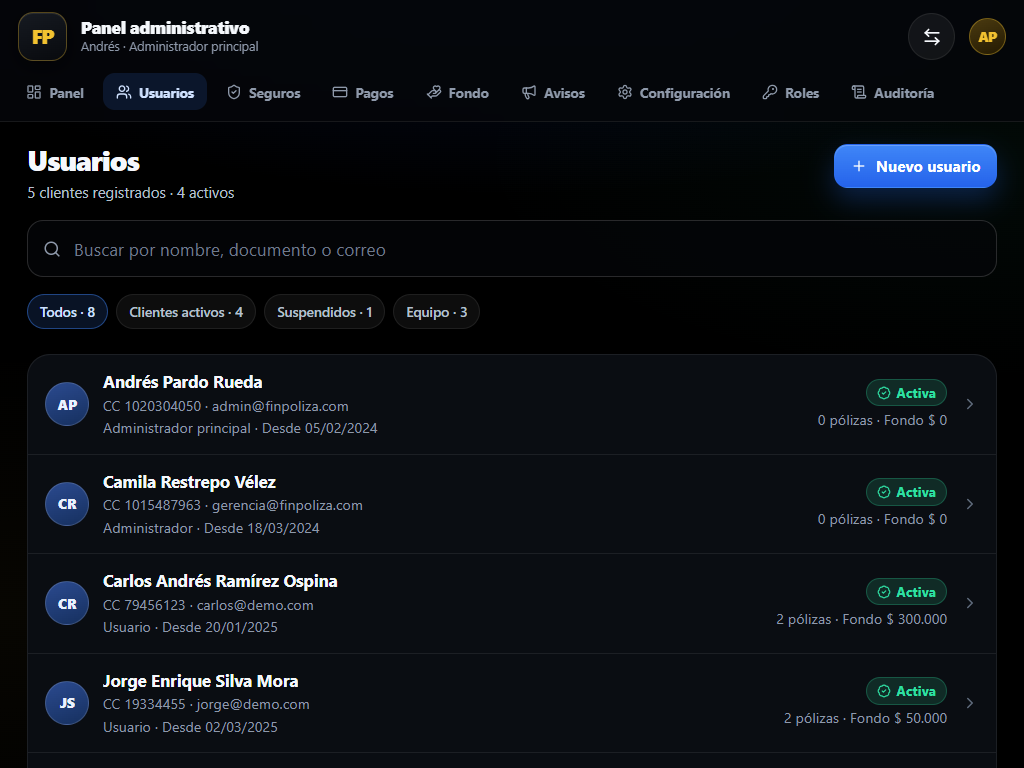 FP
Panel administrativo
Andrés · Administrador principal
AP
Panel
Usuarios
Seguros
Pagos
Fondo
Avisos
Configuración
Roles
Auditoría
Usuarios
5 clientes registrados · 4 activos
+ Nuevo usuario
Buscar por nombre, documento o correo
Todos · 8
Clientes activos · 4
Suspendidos · 1
Equipo · 3
AP
Andrés Pardo Rueda
CC 1020304050 · admin@finpoliza.com
Administrador principal · Desde 05/02/2024
Activa
0 pólizas · Fondo $ 0
CR
Camila Restrepo Vélez
CC 1015487963 · gerencia@finpoliza.com
Administrador · Desde 18/03/2024
Activa
0 pólizas · Fondo $ 0
CR
Carlos Andrés Ramírez Ospina
CC 79456123 · carlos@demo.com
Usuario · Desde 20/01/2025
Activa
2 pólizas · Fondo $ 300.000
JS
Jorge Enrique Silva Mora
CC 19334455 · jorge@demo.com
Usuario · Desde 02/03/2025
Activa
2 pólizas · Fondo $ 50.000